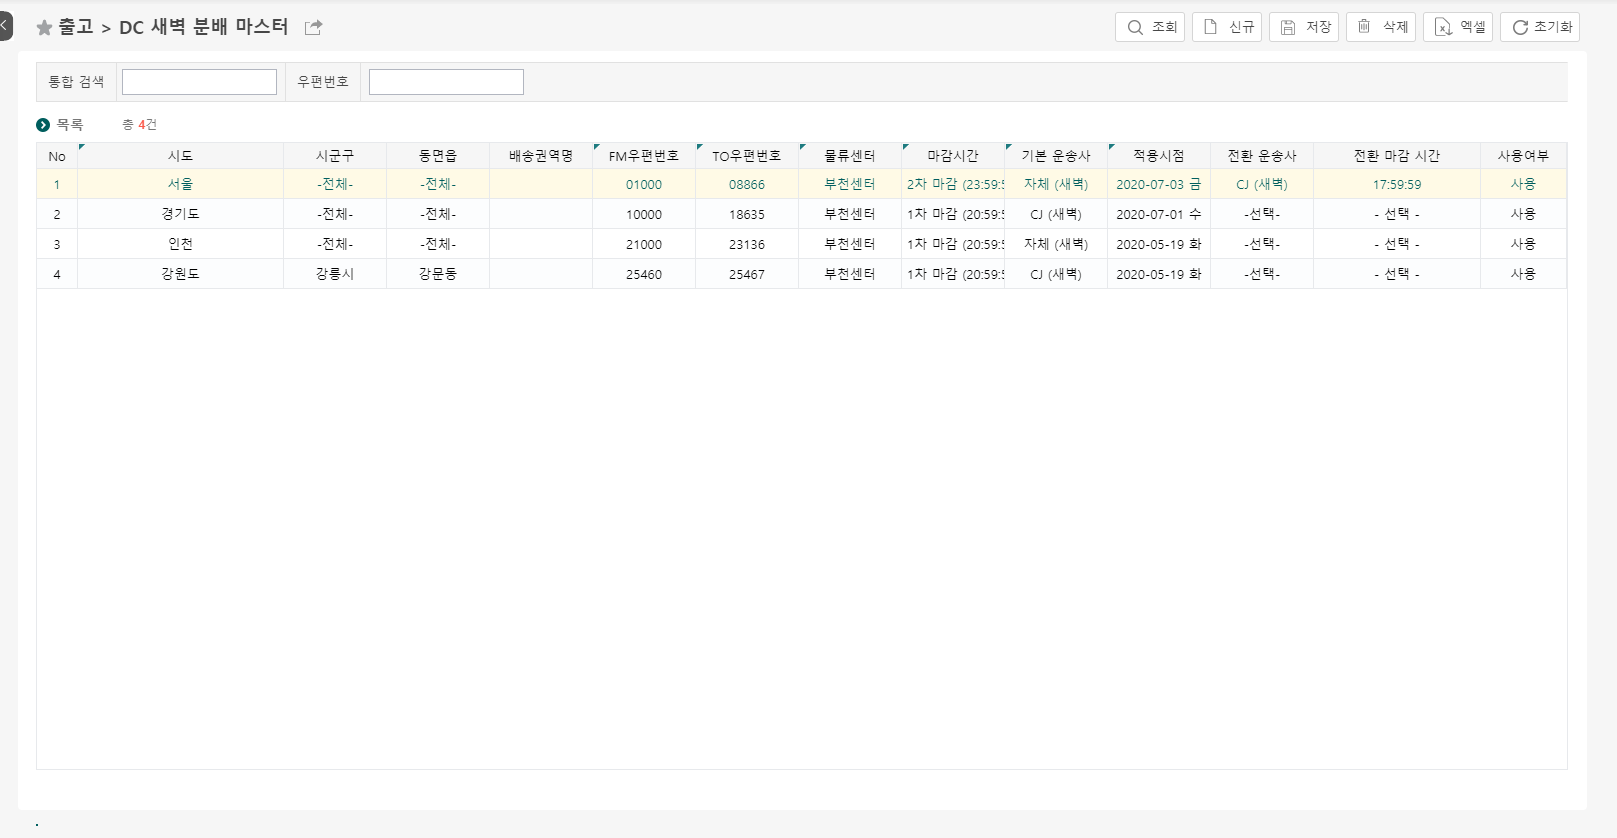 출고 > DC 새벽 분배 마스터
조회 신규 저장 삭제 엑셀 초기화
통합 검색 우편번호
목록 총 4건
No 시도 시군구 동면읍 배송권역명 FM우편번호 TO우편번호 물류센터 마감시간 기본 운송사 적용시점 전환 운송사 전환 마감 시간 사용여부
1 서울 -전체- -전체- 01000 08866 부천센터 2차 마감 (23:59:5 자체 (새벽) 2020-07-03 금 CJ (새벽) 17:59:59 사용
2 경기도 -전체- -전체- 10000 18635 부천센터 1차 마감 (20:59:5 CJ (새벽) 2020-07-01 수 -선택- - 선택 - 사용
3 인천 -전체- -전체- 21000 23136 부천센터 1차 마감 (20:59:5 자체 (새벽) 2020-05-19 화 -선택- - 선택 - 사용
4 강원도 강릉시 강문동 25460 25467 부천센터 1차 마감 (20:59:5 CJ (새벽) 2020-05-19 화 -선택- - 선택 - 사용